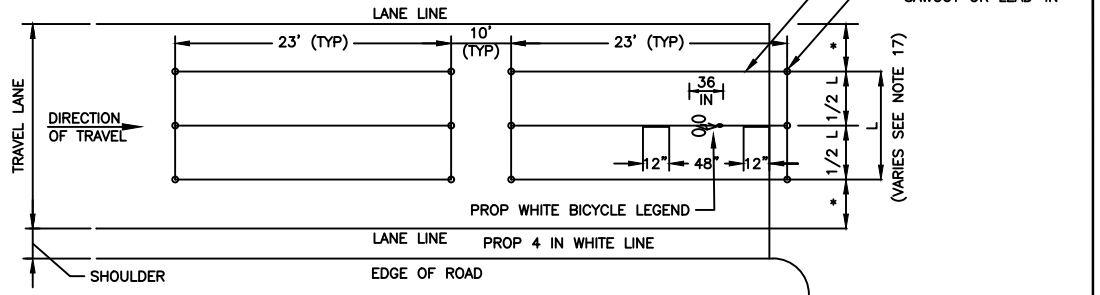 SAWCUT OR LEAD-IN
LANE LINE
23' (TYP)
10'
(TYP)
23' (TYP)
TRAVEL LANE
DIRECTION
OF TRAVEL
36
IN
12"
48"
12"
*
1/2 L
1/2 L
*
L
(VARIES SEE NOTE 17)
PROP WHITE BICYCLE LEGEND
LANE LINE
PROP 4 IN WHITE LINE
SHOULDER
EDGE OF ROAD